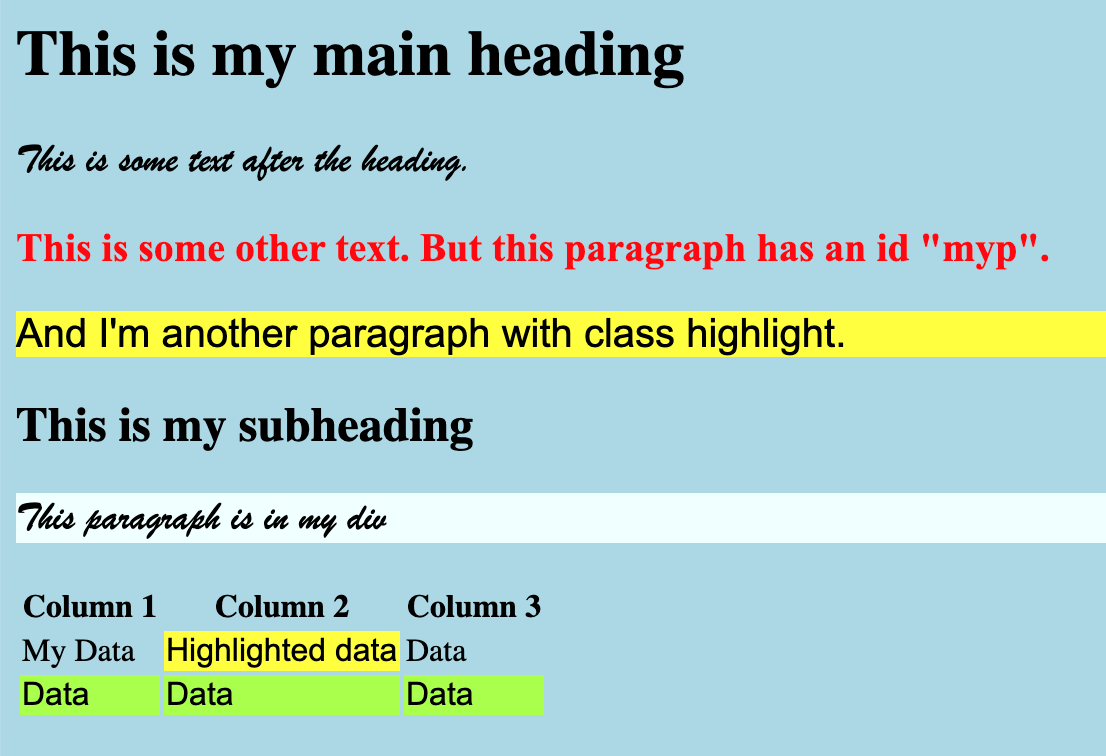 This is my main heading
This is some text after the heading.
This is some other text. But this paragraph has an id "myp".
And I'm another paragraph with class highlight.
This is my subheading
This paragraph is in my div
Column 1 Column 2 Column 3
My Data Highlighted data Data
Data Data Data